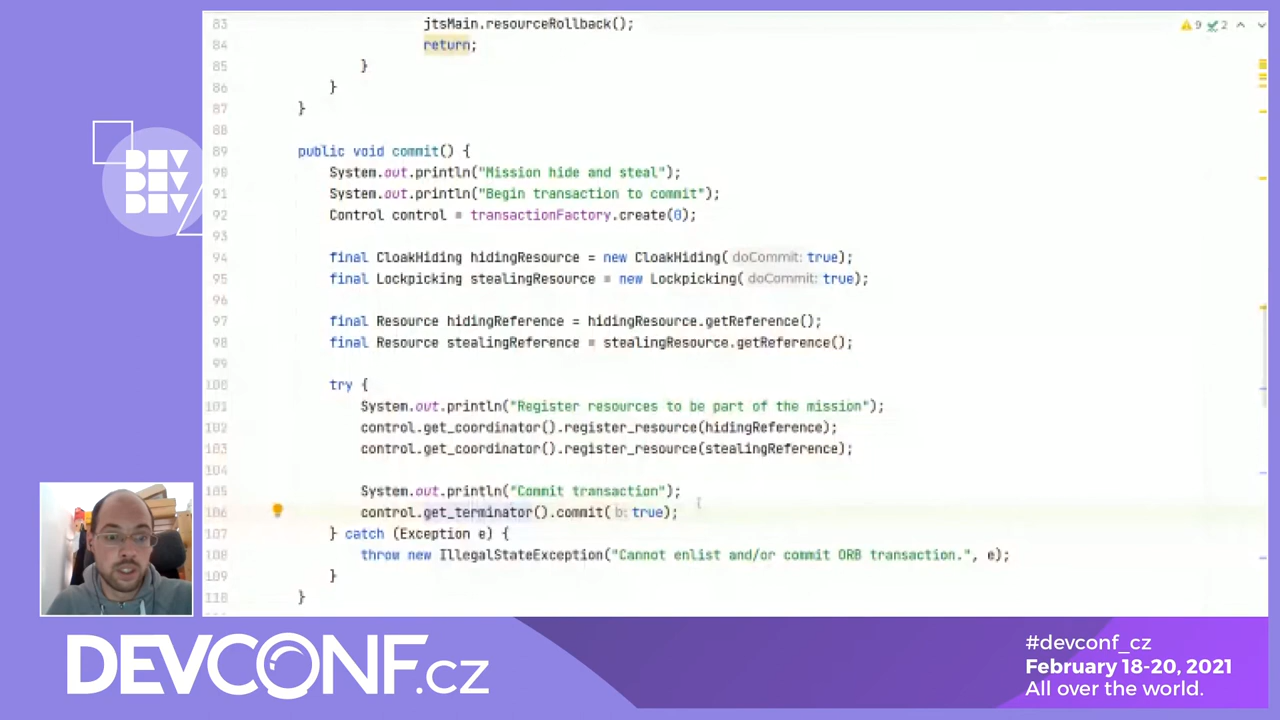 83 jtsMain.resourceRollback();
84 return;
85 }
86 }
87 }
88
89 public void commit() {
90 System.out.println("Mission hide and steal");
91 System.out.println("Begin transaction to commit");
92 Control control = transactionFactory.create(0);
93
94 final CloakHiding hidingResource = new CloakHiding( doCommit: true);
95 final Lockpicking stealingResource = new Lockpicking( doCommit: true);
96
97 final Resource hidingReference = hidingResource.getReference();
98 final Resource stealingReference = stealingResource.getReference();
99
100 try {
101 System.out.println("Register resources to be part of the mission");
102 control.get_coordinator().register_resource(hidingReference);
103 control.get_coordinator().register_resource(stealingReference);
104
105 System.out.println("Commit transaction");
106 control.get_terminator().commit( b: true);
107 } catch (Exception e) {
108 throw new IllegalStateException("Cannot enlist and/or commit ORB transaction.", e);
109 }
110 }
9 2
DEV
DEV
DEV
DEVCONF.cz
#devconf_cz
February 18-20, 2021
All over the world.